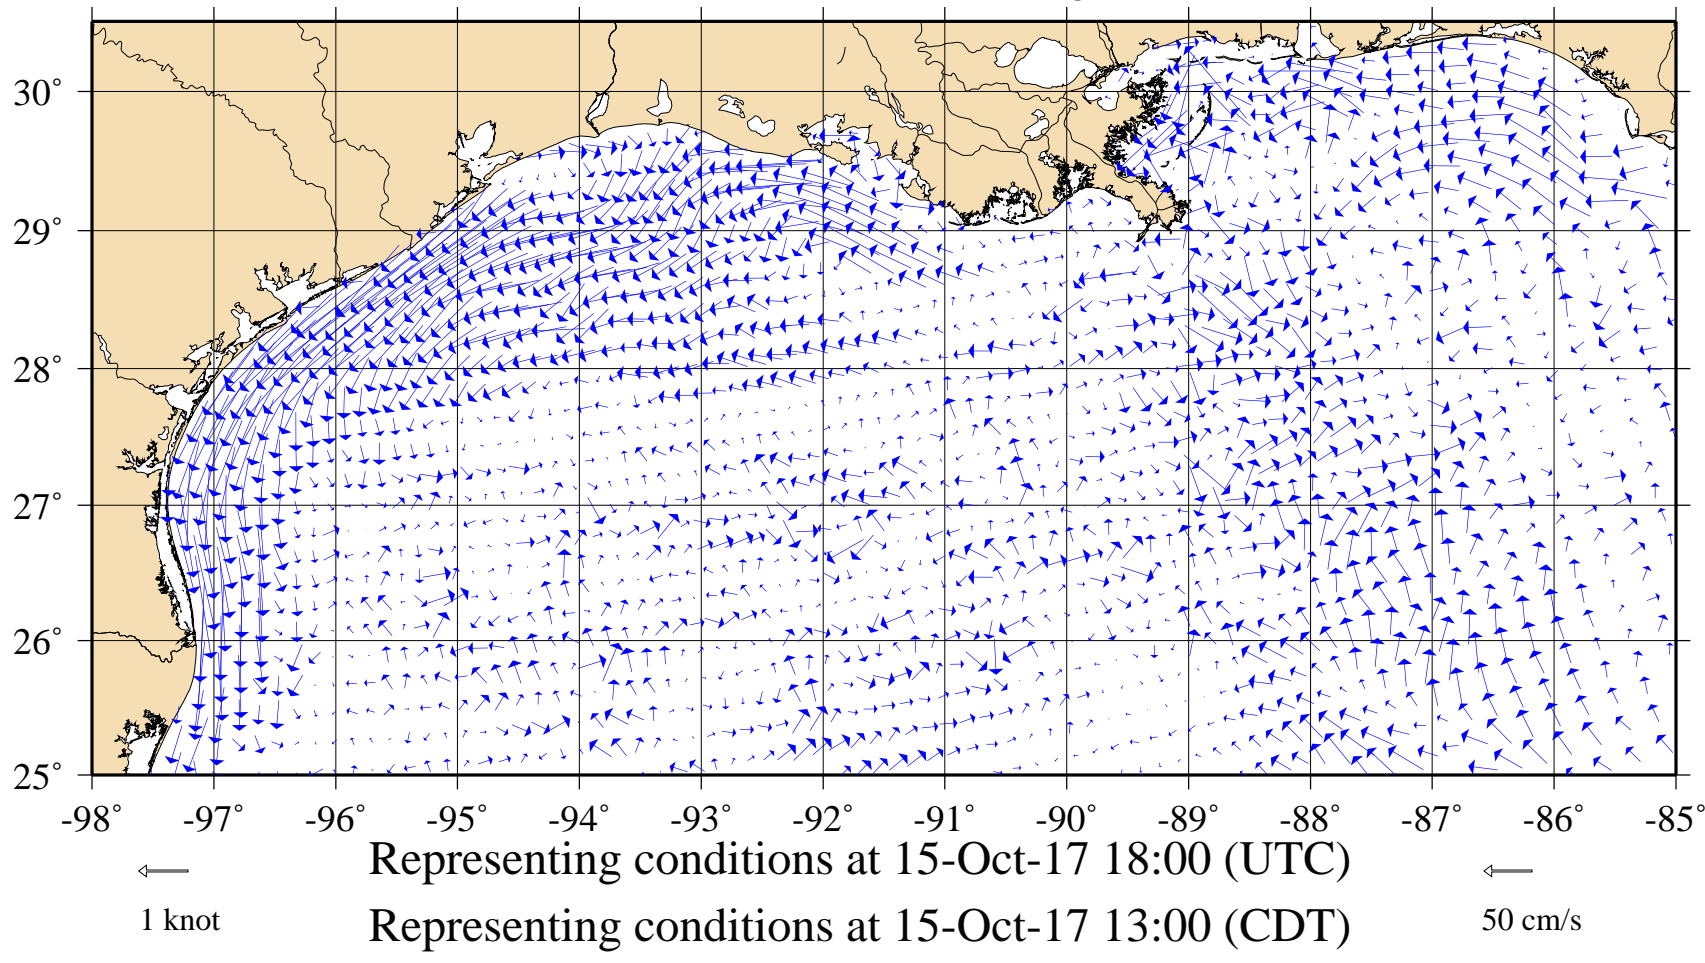 30°
29°
28°
27°
26°
25°
-98° -97° -96° -95° -94° -93° -92° -91° -90° -89° -88° -87° -86° -85°
Representing conditions at 15-Oct-17 18:00 (UTC)
1 knot
50 cm/s
Representing conditions at 15-Oct-17 13:00 (CDT)